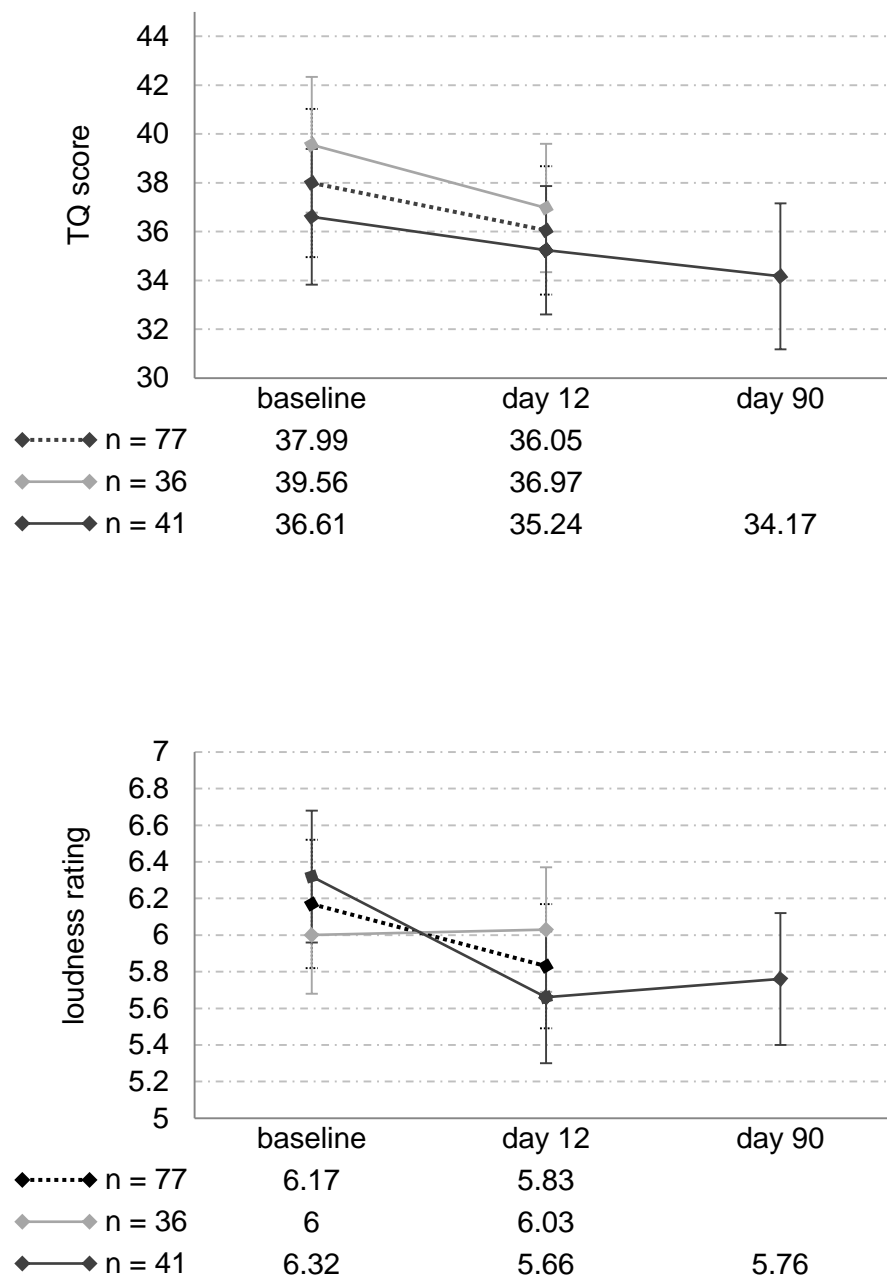 44
42
40
38
36
34
32
30
TQ score
baseline day 12 day 90
n = 77 37.99 36.05
n = 36 39.56 36.97
n = 41 36.61 35.24 34.17
7
6.8
6.6
6.4
6.2
6
5.8
5.6
5.4
5.2
5
loudness rating
baseline day 12 day 90
n = 77 6.17 5.83
n = 36 6 6.03
n = 41 6.32 5.66 5.76